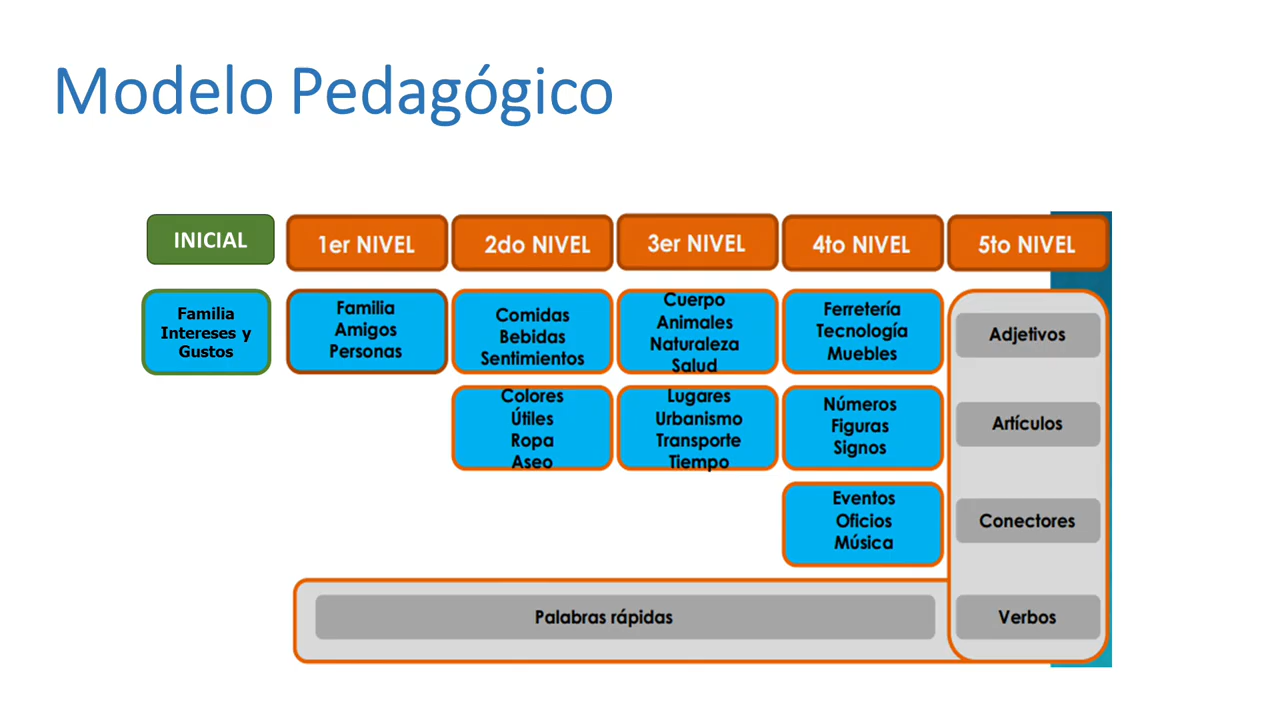 Modelo Pedagógico
INICIAL
1er NIVEL
2do NIVEL
3er NIVEL
4to NIVEL
5to NIVEL
Familia
Intereses y
Gustos
Familia
Amigos
Personas
Comidas
Bebidas
Sentimientos
Cuerpo
Animales
Naturaleza
Salud
Ferretería
Tecnología
Muebles
Adjetivos
Colores
Útiles
Ropa
Aseo
Lugares
Urbanismo
Transporte
Tiempo
Números
Figuras
Signos
Artículos
Eventos
Oficios
Música
Conectores
Palabras rápidas
Verbos